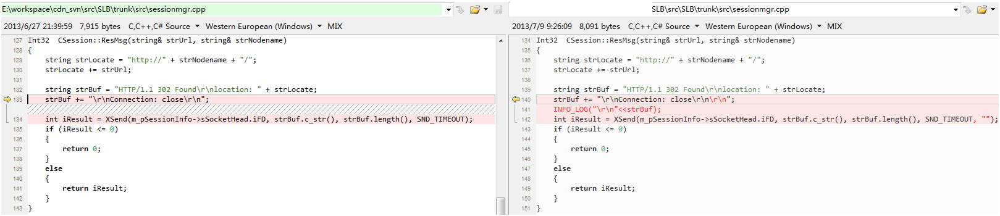 E:\workspace\cdn_svn\src\SLB\trunk\src\sessionmgr.cpp
2013/6/27 21:39:59 7,915 bytes C,C++,C# Source Western European (Windows) MIX
127 Int32 CSession::ResMsg(string& strUrl, string& strNodename)
128 {
129 string strLocate = "http://" + strNodename + "/";
130 strLocate += strUrl;
131
132 string strBuf = "HTTP/1.1 302 Found\r\nlocation: " + strLocate;
133 strBuf += "\r\nConnection: close\r\n";
134 int iResult = XSend(m_pSessionInfo->sSocketHead.iFD, strBuf.c_str(), strBuf.length(), SND_TIMEOUT);
135 if (iResult <= 0)
136 {
137 return 0;
138 }
139 else
140 {
141 return iResult;
142 }
143 }
SLB\src\SLB\trunk\src\sessionmgr.cpp
2013/7/9 9:26:09 8,091 bytes C,C++,C# Source Western European (Windows) MIX
134 Int32 CSession::ResMsg(string& strUrl, string& strNodename)
135 {
136 string strLocate = "http://" + strNodename + "/";
137 strLocate += strUrl;
138
139 string strBuf = "HTTP/1.1 302 Found\r\nlocation: " + strLocate;
140 strBuf += "\r\nConnection: close\r\n\r\n";
141 INFO_LOG("\r\n"<<strBuf);
142 int iResult = XSend(m_pSessionInfo->sSocketHead.iFD, strBuf.c_str(), strBuf.length(), SND_TIMEOUT, "");
143 if (iResult <= 0)
144 {
145 return 0;
146 }
147 else
148 {
149 return iResult;
150 }
151 }